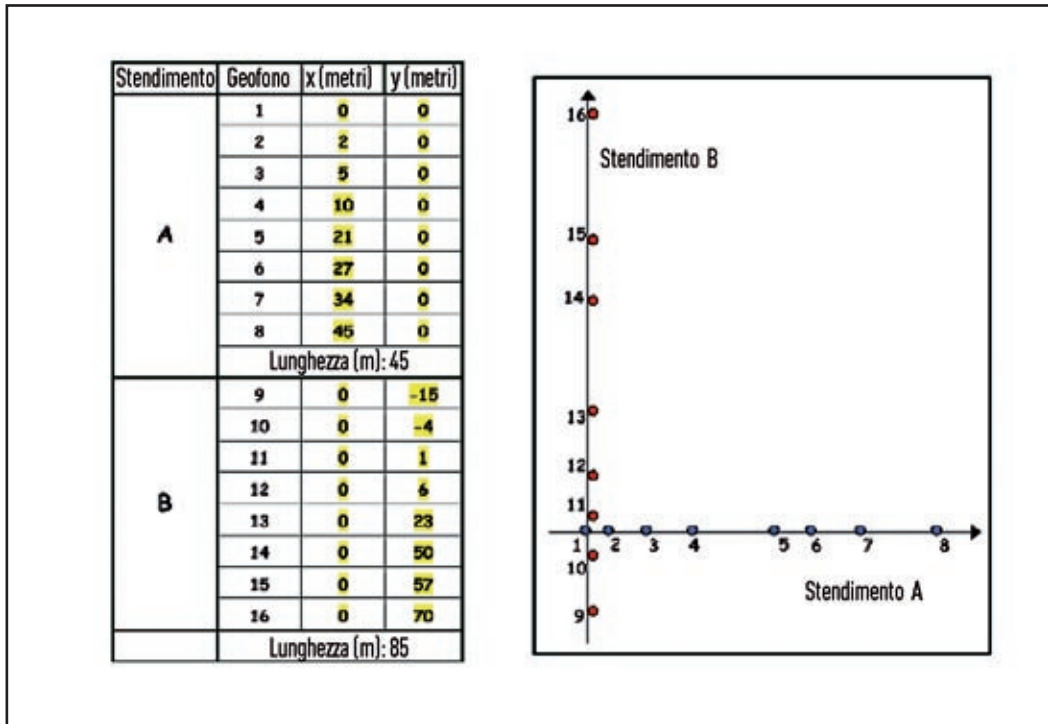 Stendimento Geofono x (metri) y (metri)
A
1 0 0
2 2 0
3 5 0
4 10 0
5 21 0
6 27 0
7 34 0
8 45 0
Lunghezza (m): 45
B
9 0 -15
10 0 -4
11 0 1
12 0 6
13 0 23
14 0 50
15 0 57
16 0 70
Lunghezza (m): 85
16
Stendimento B
15
14
13
12
11
1 2 3 4 5 6 7 8
10
Stendimento A
9